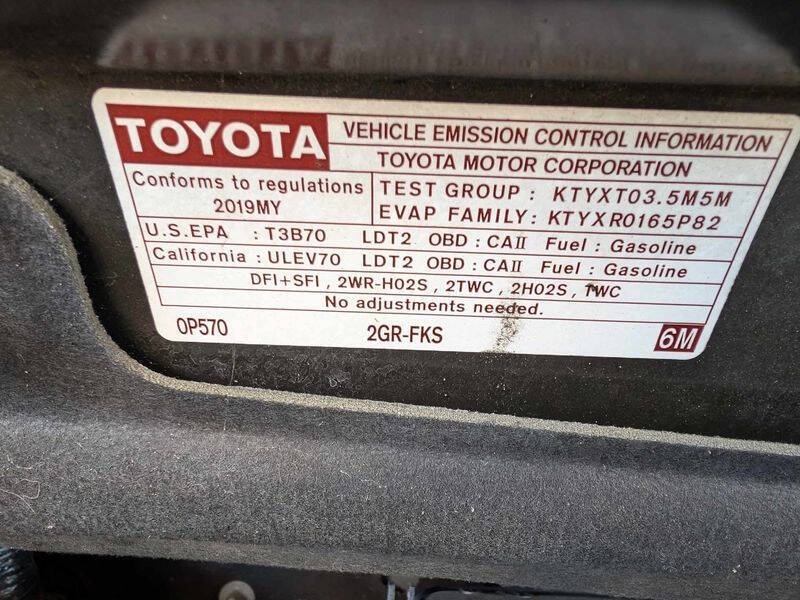 TOYOTA
VEHICLE EMISSION CONTROL INFORMATION
TOYOTA MOTOR CORPORATION
Conforms to regulations
2019MY
TEST GROUP : KTYXT03.5M5M
EVAP FAMILY: KTYXR0165P82
U.S.EPA : T3B70 LDT2 OBD : CAII Fuel : Gasoline
California : ULEV70 LDT2 OBD : CAII Fuel : Gasoline
DFI+SFI , 2WR-HO2S , 2TWC , 2HO2S , TWC
No adjustments needed.
0P570 2GR-FKS 6M